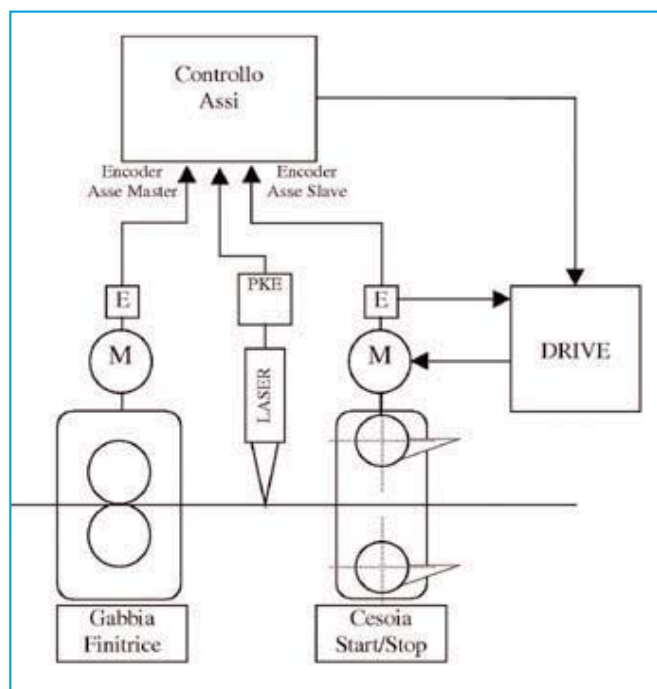 Controllo
Assi
Encoder
Asse Master
Encoder
Asse Slave
E
PKE
E
M
LASER
M
DRIVE
Gabbia
Finitrice
Cesoia
Start/Stop